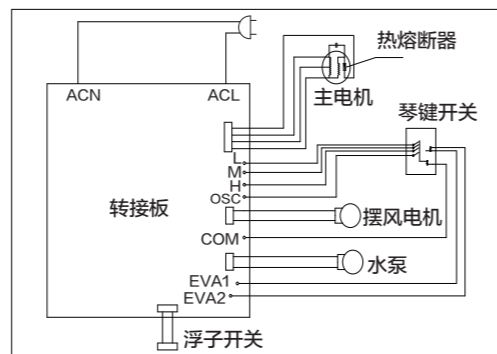 ACN
ACL
热熔断器
主电机
琴键开关
L
M
H
OSC
转接板
摆风电机
COM
水泵
EVA1
EVA2
浮子开关